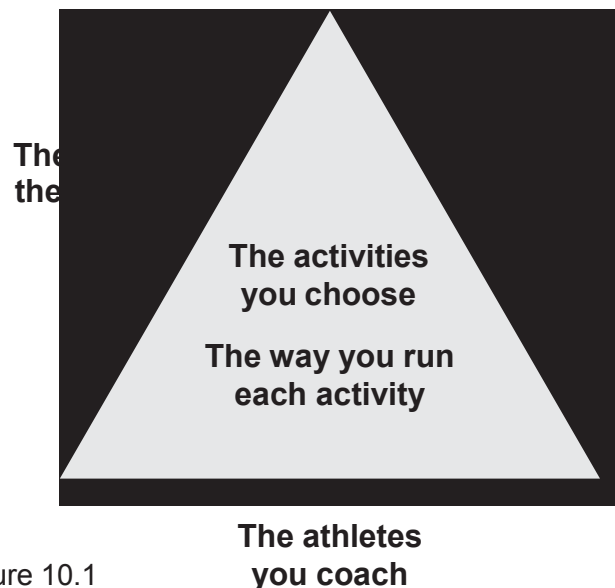 The
the
The activities
you choose
The way you run
each activity
The athletes
you coach
ure 10.1